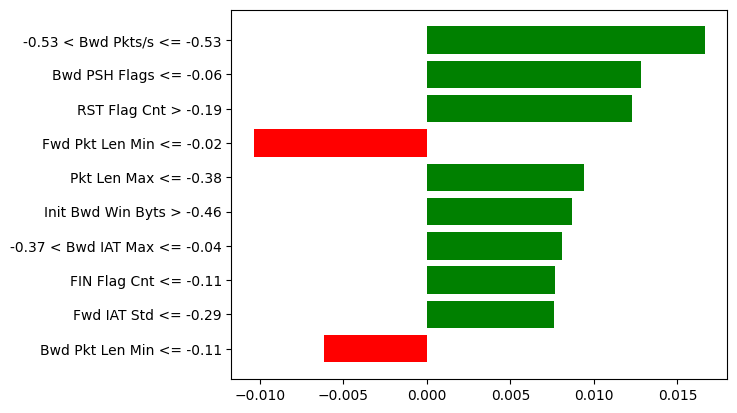 -0.53 < Bwd Pkts/s <= -0.53
Bwd PSH Flags <= -0.06
RST Flag Cnt > -0.19
Fwd Pkt Len Min <= -0.02
Pkt Len Max <= -0.38
Init Bwd Win Byts > -0.46
-0.37 < Bwd IAT Max <= -0.04
FIN Flag Cnt <= -0.11
Fwd IAT Std <= -0.29
Bwd Pkt Len Min <= -0.11
−0.010 −0.005 0.000 0.005 0.010 0.015